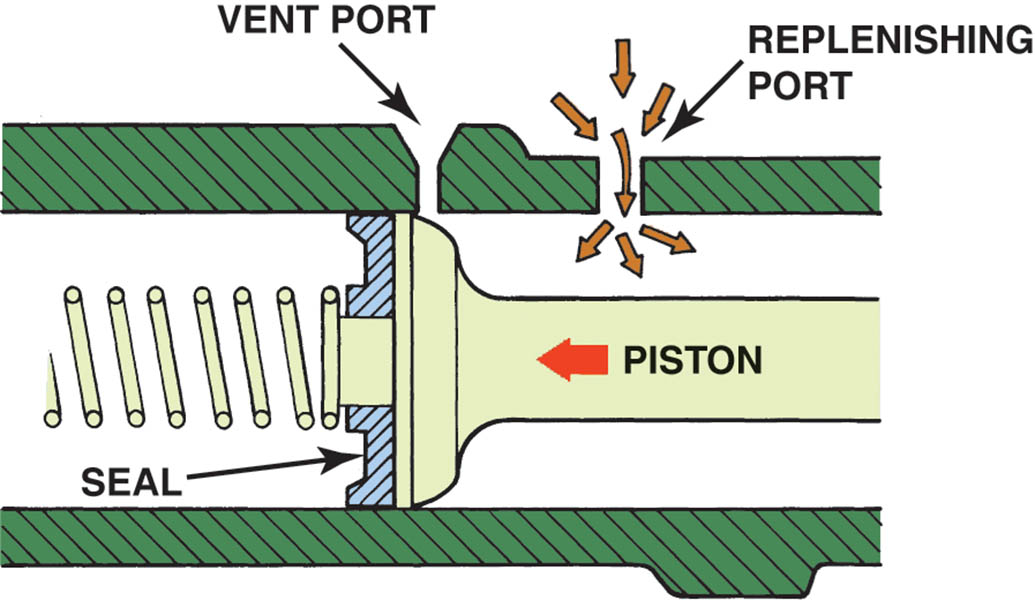 VENT PORT
REPLENISHING
PORT
PISTON
SEAL